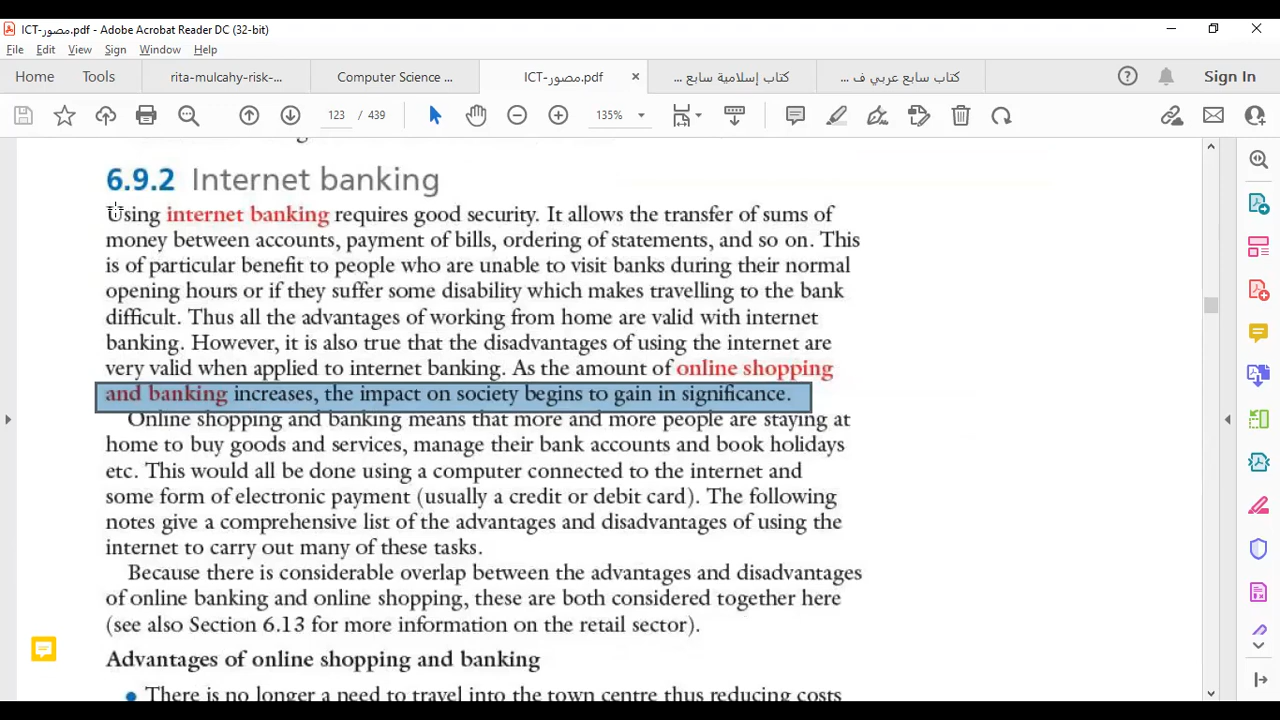 ICT-مصور.pdf - Adobe Acrobat Reader DC (32-bit)
File Edit View Sign Window Help
Home Tools rita-mulcahy-risk-... Computer Science ... ICT-مصور.pdf × كتاب إسلامية سابع ... كتاب سابع عربي ف ... Sign In
123 / 439 135%
6.9.2 Internet banking
Using internet banking requires good security. It allows the transfer of sums of
money between accounts, payment of bills, ordering of statements, and so on. This
is of particular benefit to people who are unable to visit banks during their normal
opening hours or if they suffer some disability which makes travelling to the bank
difficult. Thus all the advantages of working from home are valid with internet
banking. However, it is also true that the disadvantages of using the internet are
very valid when applied to internet banking. As the amount of online shopping
and banking increases, the impact on society begins to gain in significance.
Online shopping and banking means that more and more people are staying at
home to buy goods and services, manage their bank accounts and book holidays
etc. This would all be done using a computer connected to the internet and
some form of electronic payment (usually a credit or debit card). The following
notes give a comprehensive list of the advantages and disadvantages of using the
internet to carry out many of these tasks.
Because there is considerable overlap between the advantages and disadvantages
of online banking and online shopping, these are both considered together here
(see also Section 6.13 for more information on the retail sector).
Advantages of online shopping and banking
● There is no longer a need to travel into the town centre thus reducing costs